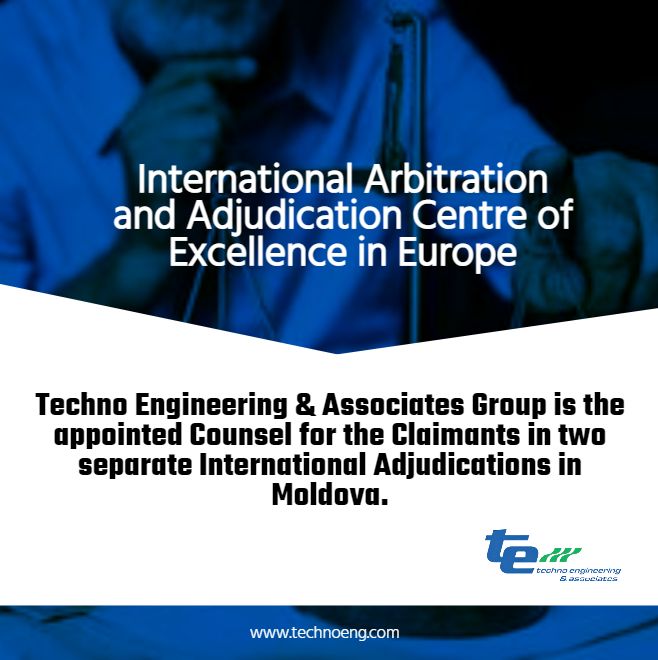 International Arbitration
and Adjudication Centre of
Excellence in Europe
Techno Engineering & Associates Group is the
appointed Counsel for the Claimants in two
separate International Adjudications in
Moldova.
te
techno engineering
& associates
www.technoeng.com